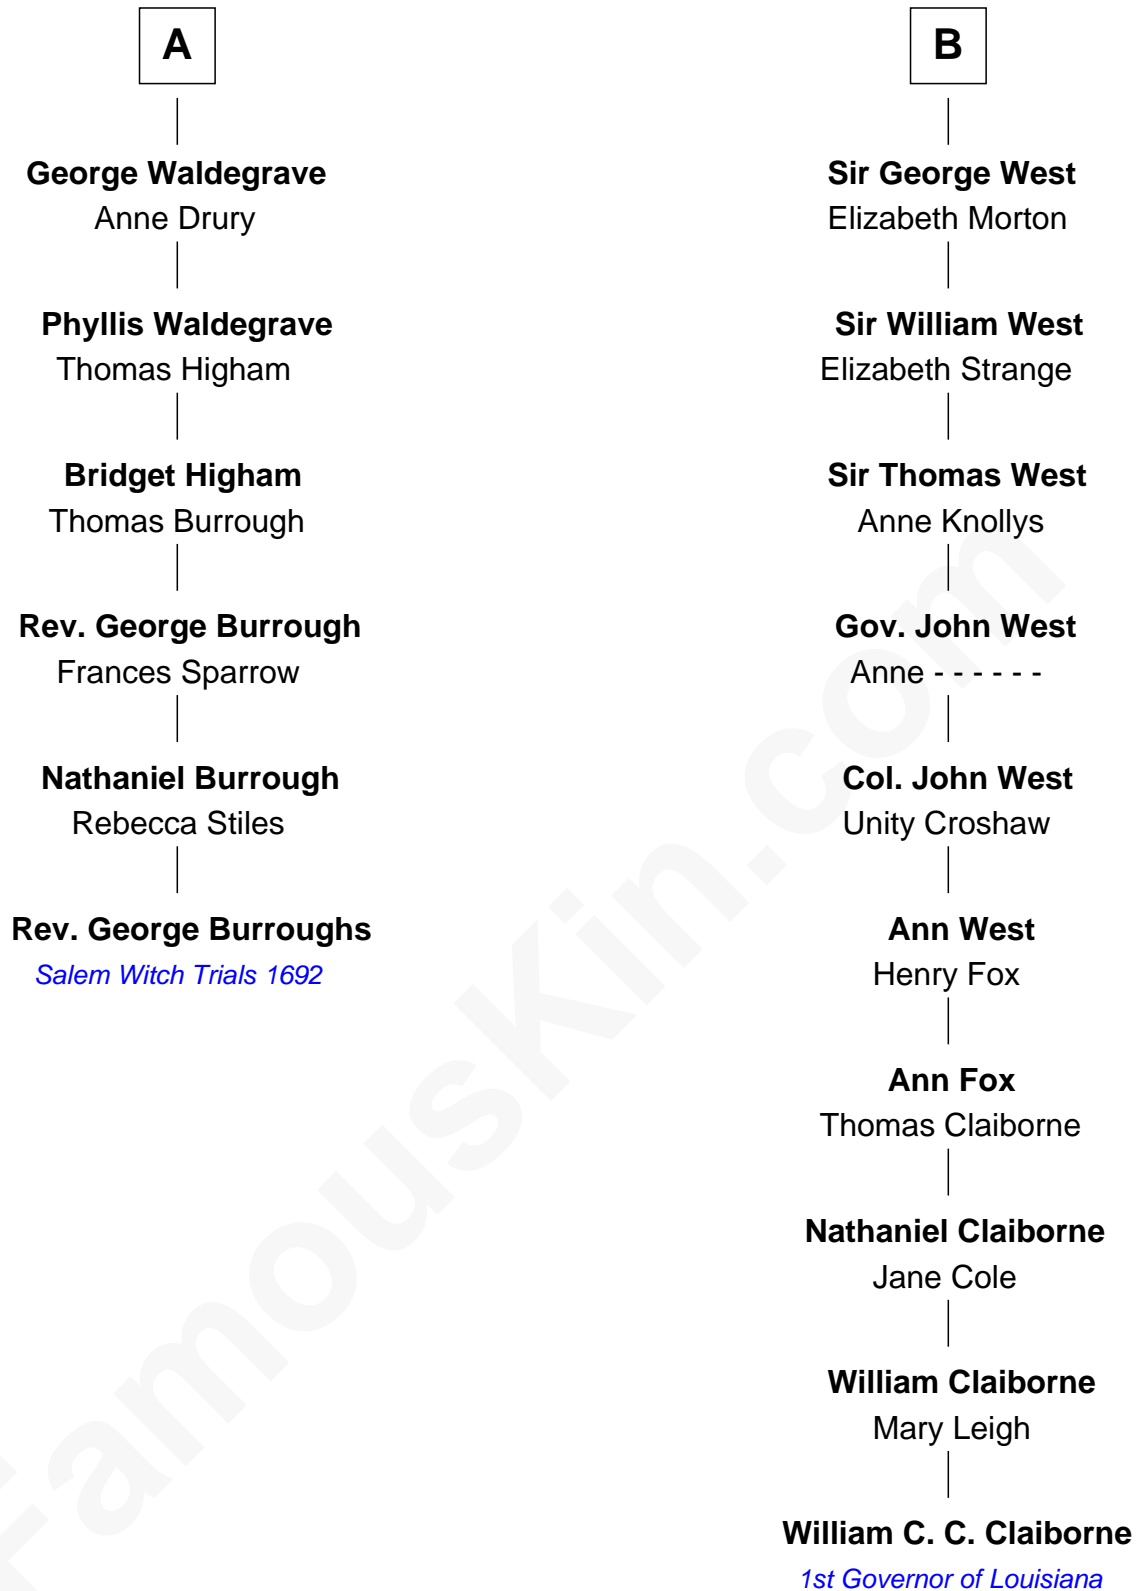 A
George Waldegrave
Anne Drury
Phyllis Waldegrave
Thomas Higham
Bridget Higham
Thomas Burrough
Rev. George Burrough
Frances Sparrow
Nathaniel Burrough
Rebecca Stiles
Rev. George Burroughs
Salem Witch Trials 1692
B
Sir George West
Elizabeth Morton
Sir William West
Elizabeth Strange
Sir Thomas West
Anne Knollys
Gov. John West
Anne - - - - - -
Col. John West
Unity Croshaw
Ann West
Henry Fox
Ann Fox
Thomas Claiborne
Nathaniel Claiborne
Jane Cole
William Claiborne
Mary Leigh
William C. C. Claiborne
1st Governor of Louisiana
FamousKin.com